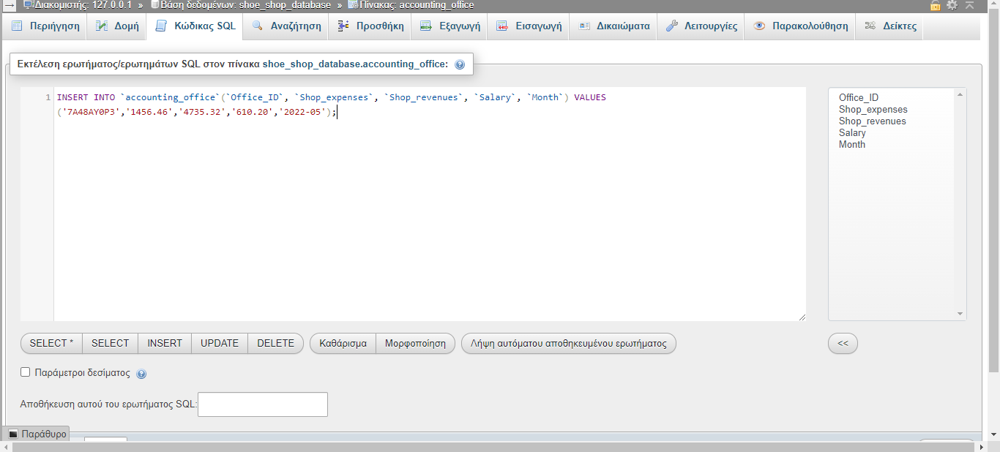 Διακομιστής: 127.0.0.1 » Βάση δεδομένων: shoe_shop_database » Πίνακας: accounting_office
Περιήγηση Δομή Κώδικας SQL Αναζήτηση Προσθήκη Εξαγωγή Εισαγωγή Δικαιώματα Λειτουργίες Παρακολούθηση Δείκτες
Εκτέλεση ερωτήματος/ερωτημάτων SQL στον πίνακα shoe_shop_database.accounting_office:
1 INSERT INTO `accounting_office`(`Office_ID`, `Shop_expenses`, `Shop_revenues`, `Salary`, `Month`) VALUES
('7A48AY0P3','1456.46','4735.32','610.20','2022-05');
Office_ID
Shop_expenses
Shop_revenues
Salary
Month
SELECT * SELECT INSERT UPDATE DELETE Καθάρισμα Μορφοποίηση Λήψη αυτόματου αποθηκευμένου ερωτήματος <<
Παράμετροι δεσίματος
Αποθήκευση αυτού του ερωτήματος SQL:
Παράθυρο